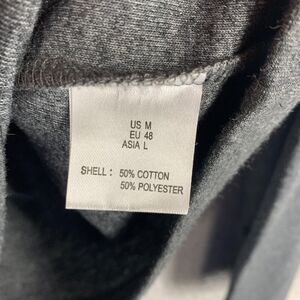 US M
EU 48
ASIA L
SHELL : 50% COTTON
50% POLYESTER